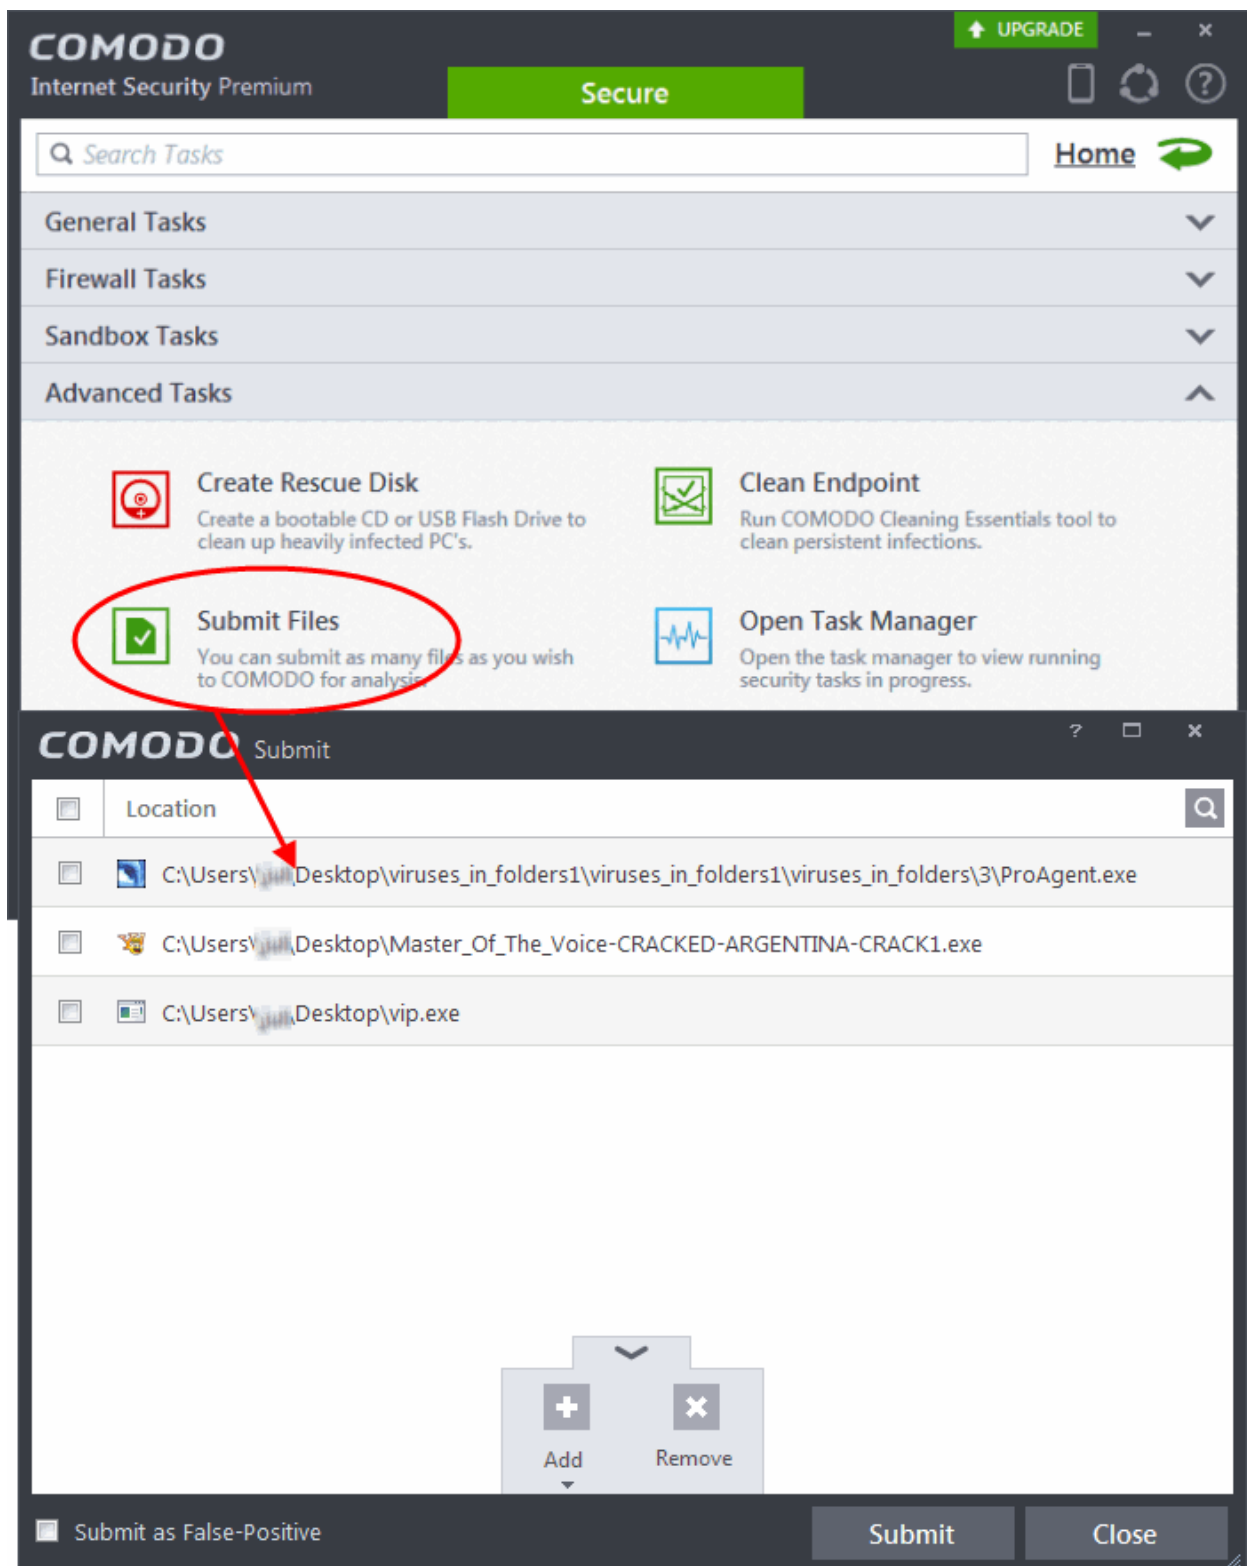 COMODO
UPGRADE
Internet Security Premium
Secure
Search Tasks
Home
General Tasks
Firewall Tasks
Sandbox Tasks
Advanced Tasks
Create Rescue Disk
Create a bootable CD or USB Flash Drive to
clean up heavily infected PC's.
Clean Endpoint
Run COMODO Cleaning Essentials tool to
clean persistent infections.
Submit Files
You can submit as many files as you wish
to COMODO for analysis.
Open Task Manager
Open the task manager to view running
security tasks in progress.
COMODO Submit
Location
C:\Users\ \Desktop\viruses_in_folders1\viruses_in_folders1\viruses_in_folders\3\ProAgent.exe
C:\Users\ \Desktop\Master_Of_The_Voice-CRACKED-ARGENTINA-CRACK1.exe
C:\Users\ \Desktop\vip.exe
Add
Remove
Submit as False-Positive
Submit
Close